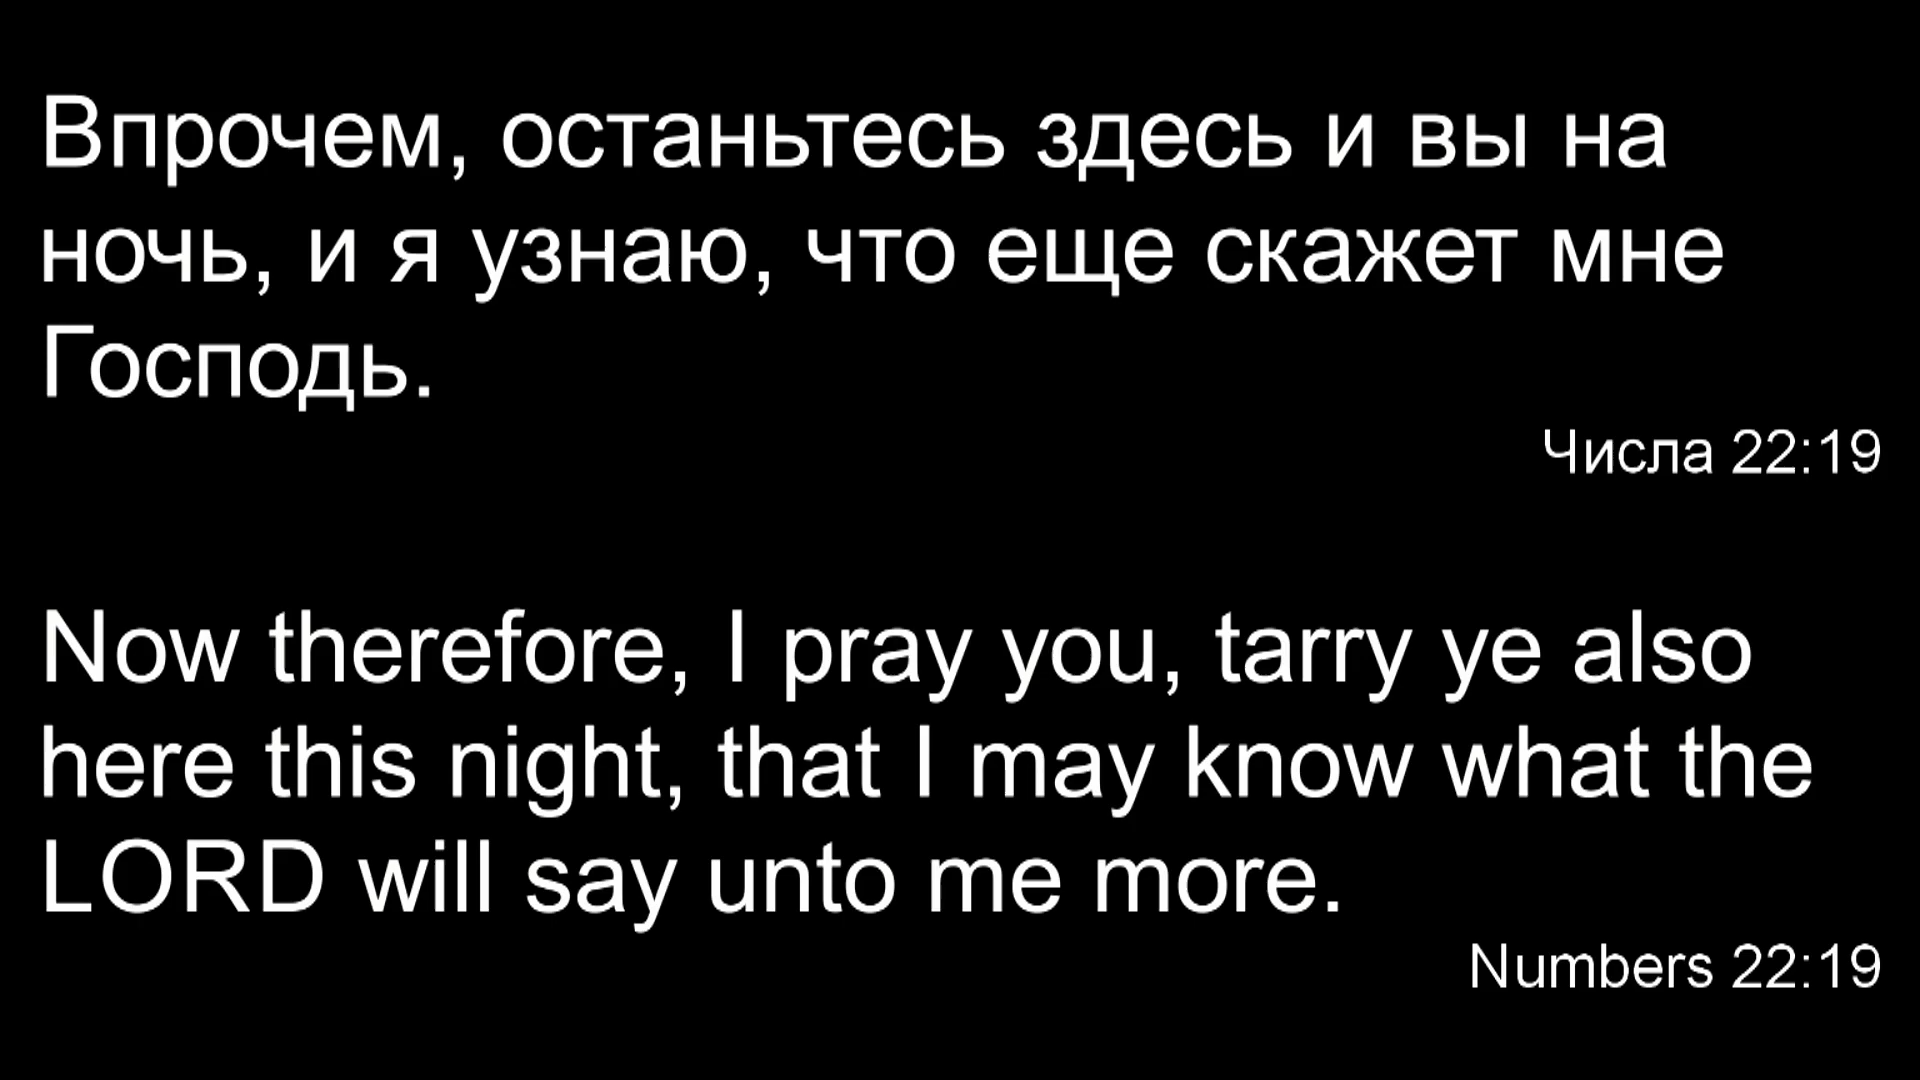 Впрочем, останьтесь здесь и вы на
ночь, и я узнаю, что еще скажет мне
Господь.
Числа 22:19
Now therefore, I pray you, tarry ye also
here this night, that I may know what the
LORD will say unto me more.
Numbers 22:19